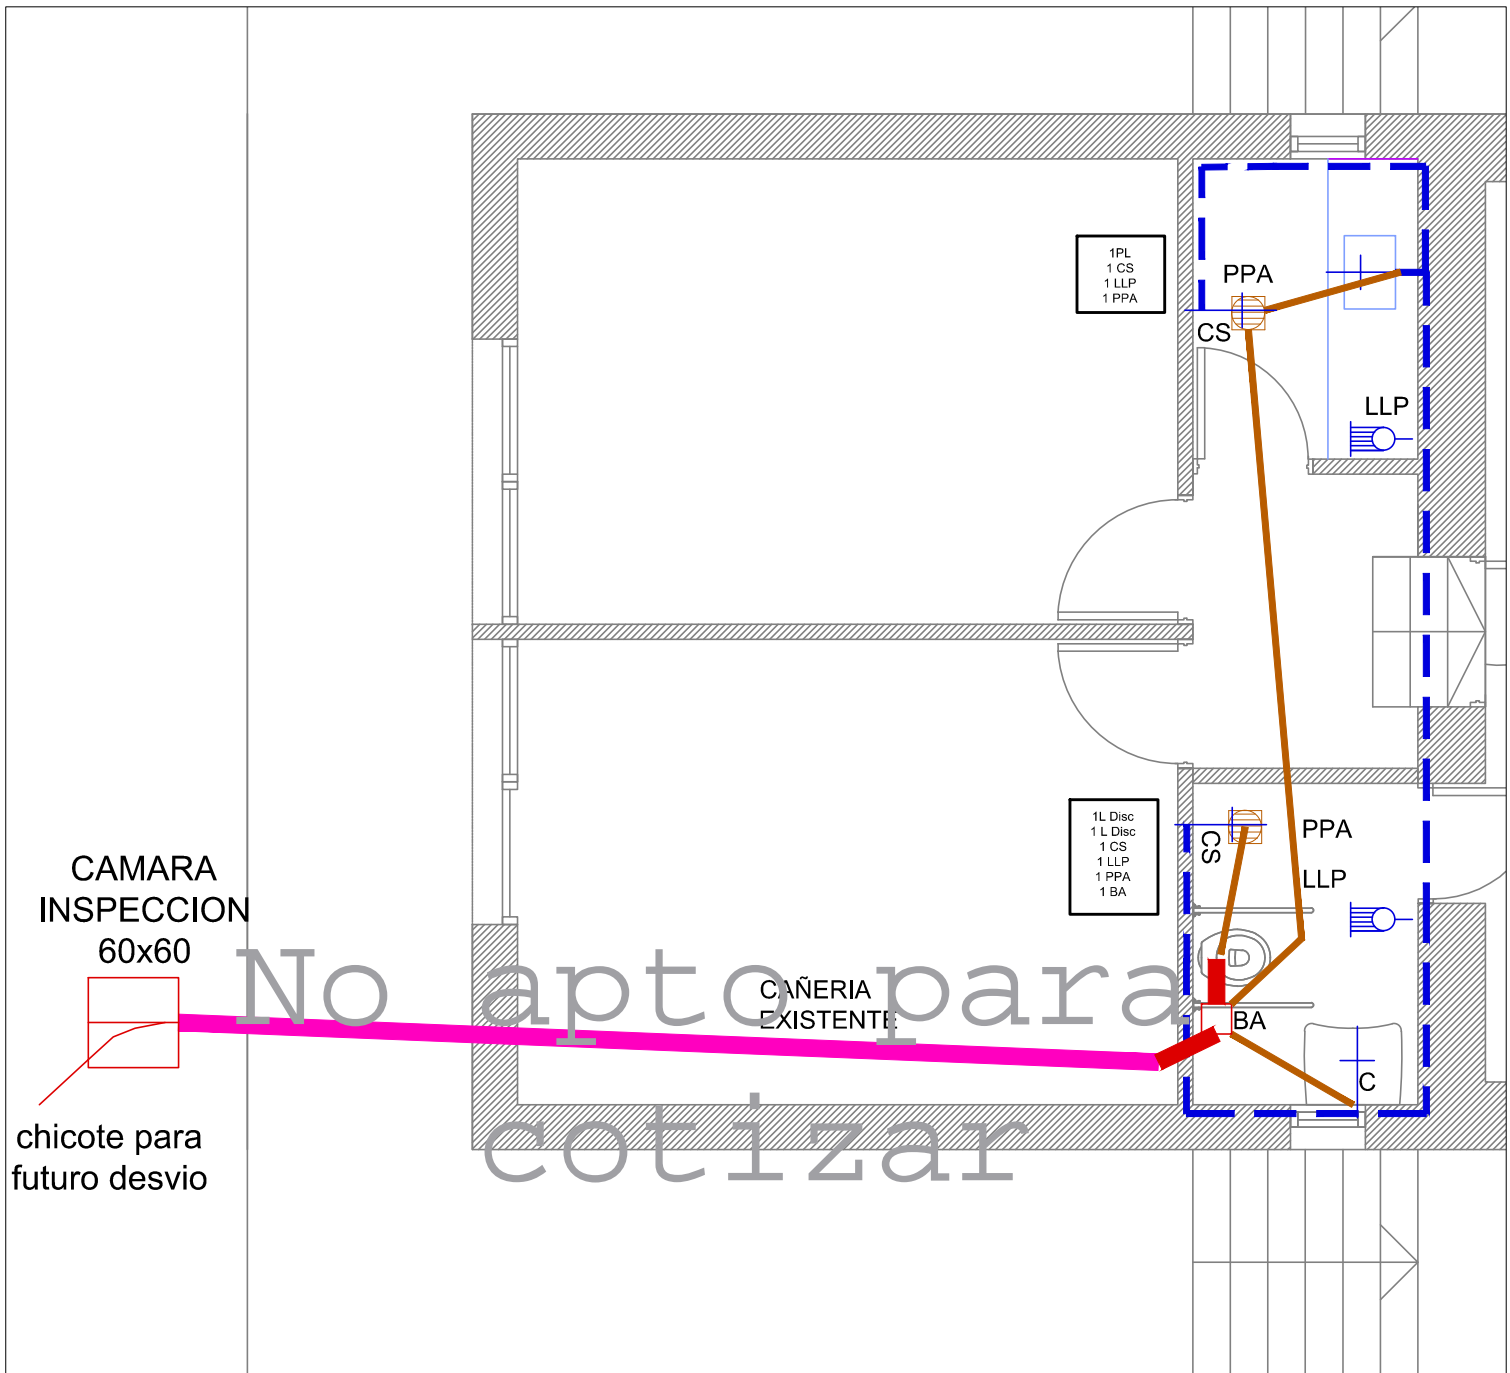 1PL
1 CS
1 LLP
1 PPA
PPA
CS
LLP
1L Disc
1 L Disc
1 CS
1 LLP
1 PPA
1 BA
CS
PPA
LLP
CAMARA
INSPECCION
60x60
No apto para
cotizar
CAÑERIA
EXISTENTE
BA
C
chicote para
futuro desvio